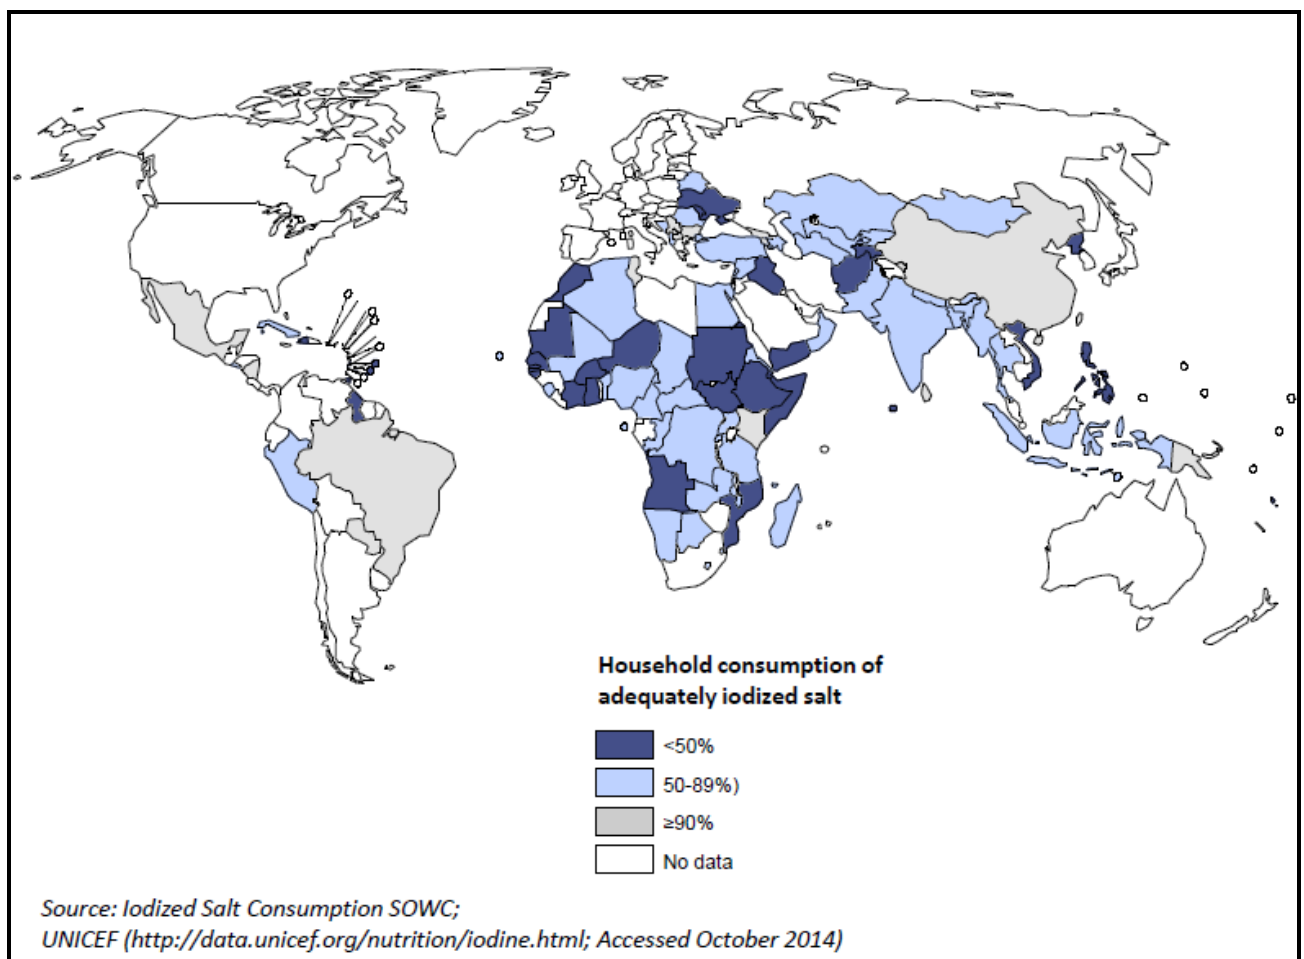 Household consumption of
adequately iodized salt
<50%
50-89%)
≥90%
No data
Source: Iodized Salt Consumption SOWC;
UNICEF (http://data.unicef.org/nutrition/iodine.html; Accessed October 2014)